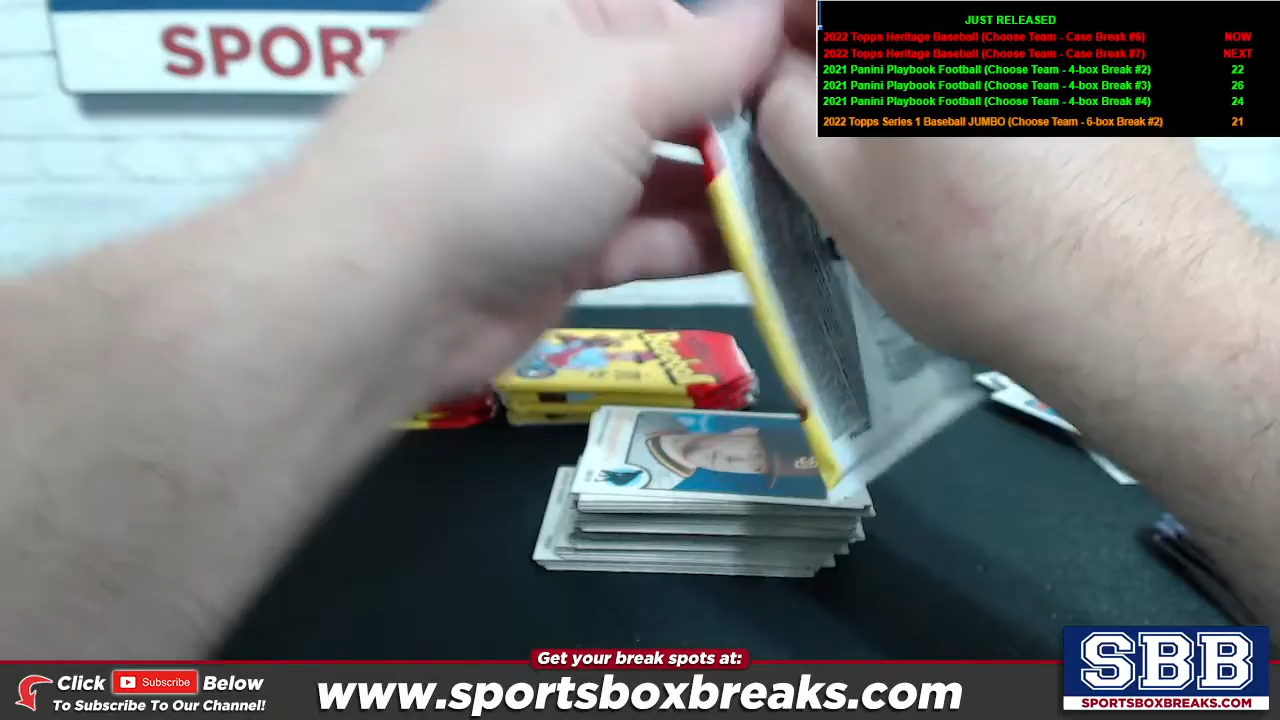 SPORT
JUST RELEASED
2022 Topps Heritage Baseball (Choose Team - Case Break #6) NOW
2022 Topps Heritage Baseball (Choose Team - Case Break #7) NEXT
2021 Panini Playbook Football (Choose Team - 4-box Break #2) 22
2021 Panini Playbook Football (Choose Team - 4-box Break #3) 26
2021 Panini Playbook Football (Choose Team - 4-box Break #4) 24
2022 Topps Series 1 Baseball JUMBO (Choose Team - 6-box Break #2) 21
Baseball
Get your break spots at:
Click Subscribe Below
To Subscribe To Our Channel!
www.sportsboxbreaks.com
SBB
SPORTSBOXBREAKS.COM